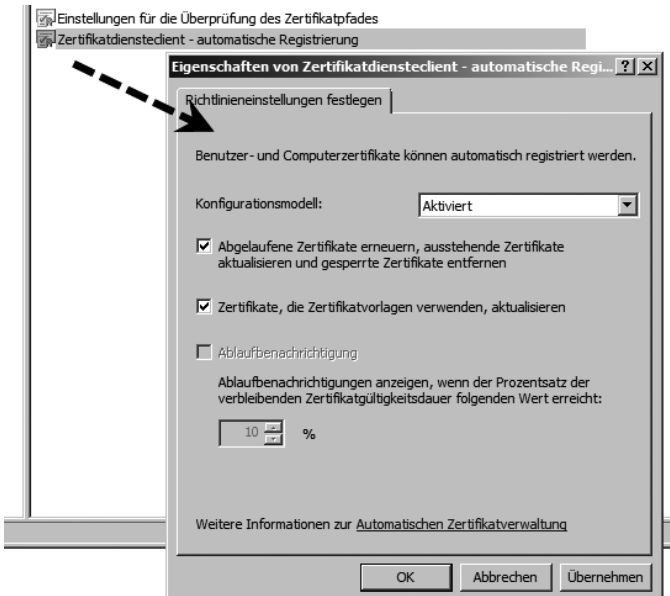 Einstellungen für die Überprüfung des Zertifikatpfades
Zertifikatdiensteclient - automatische Registrierung
Eigenschaften von Zertifikatdiensteclient - automatische Regi...
Richtlinieneinstellungen festlegen
Benutzer- und Computerzertifikate können automatisch registriert werden.
Konfigurationsmodell:
Aktiviert
Abgelaufene Zertifikate erneuern, ausstehende Zertifikate
aktualisieren und gesperrte Zertifikate entfernen
Zertifikate, die Zertifikatvorlagen verwenden, aktualisieren
Ablaufbenachrichtigung
Ablaufbenachrichtigungen anzeigen, wenn der Prozentsatz der
verbleibenden Zertifikatgültigkeitsdauer folgenden Wert erreicht:
10 %
Weitere Informationen zur Automatischen Zertifikatverwaltung
OK Abbrechen Übernehmen